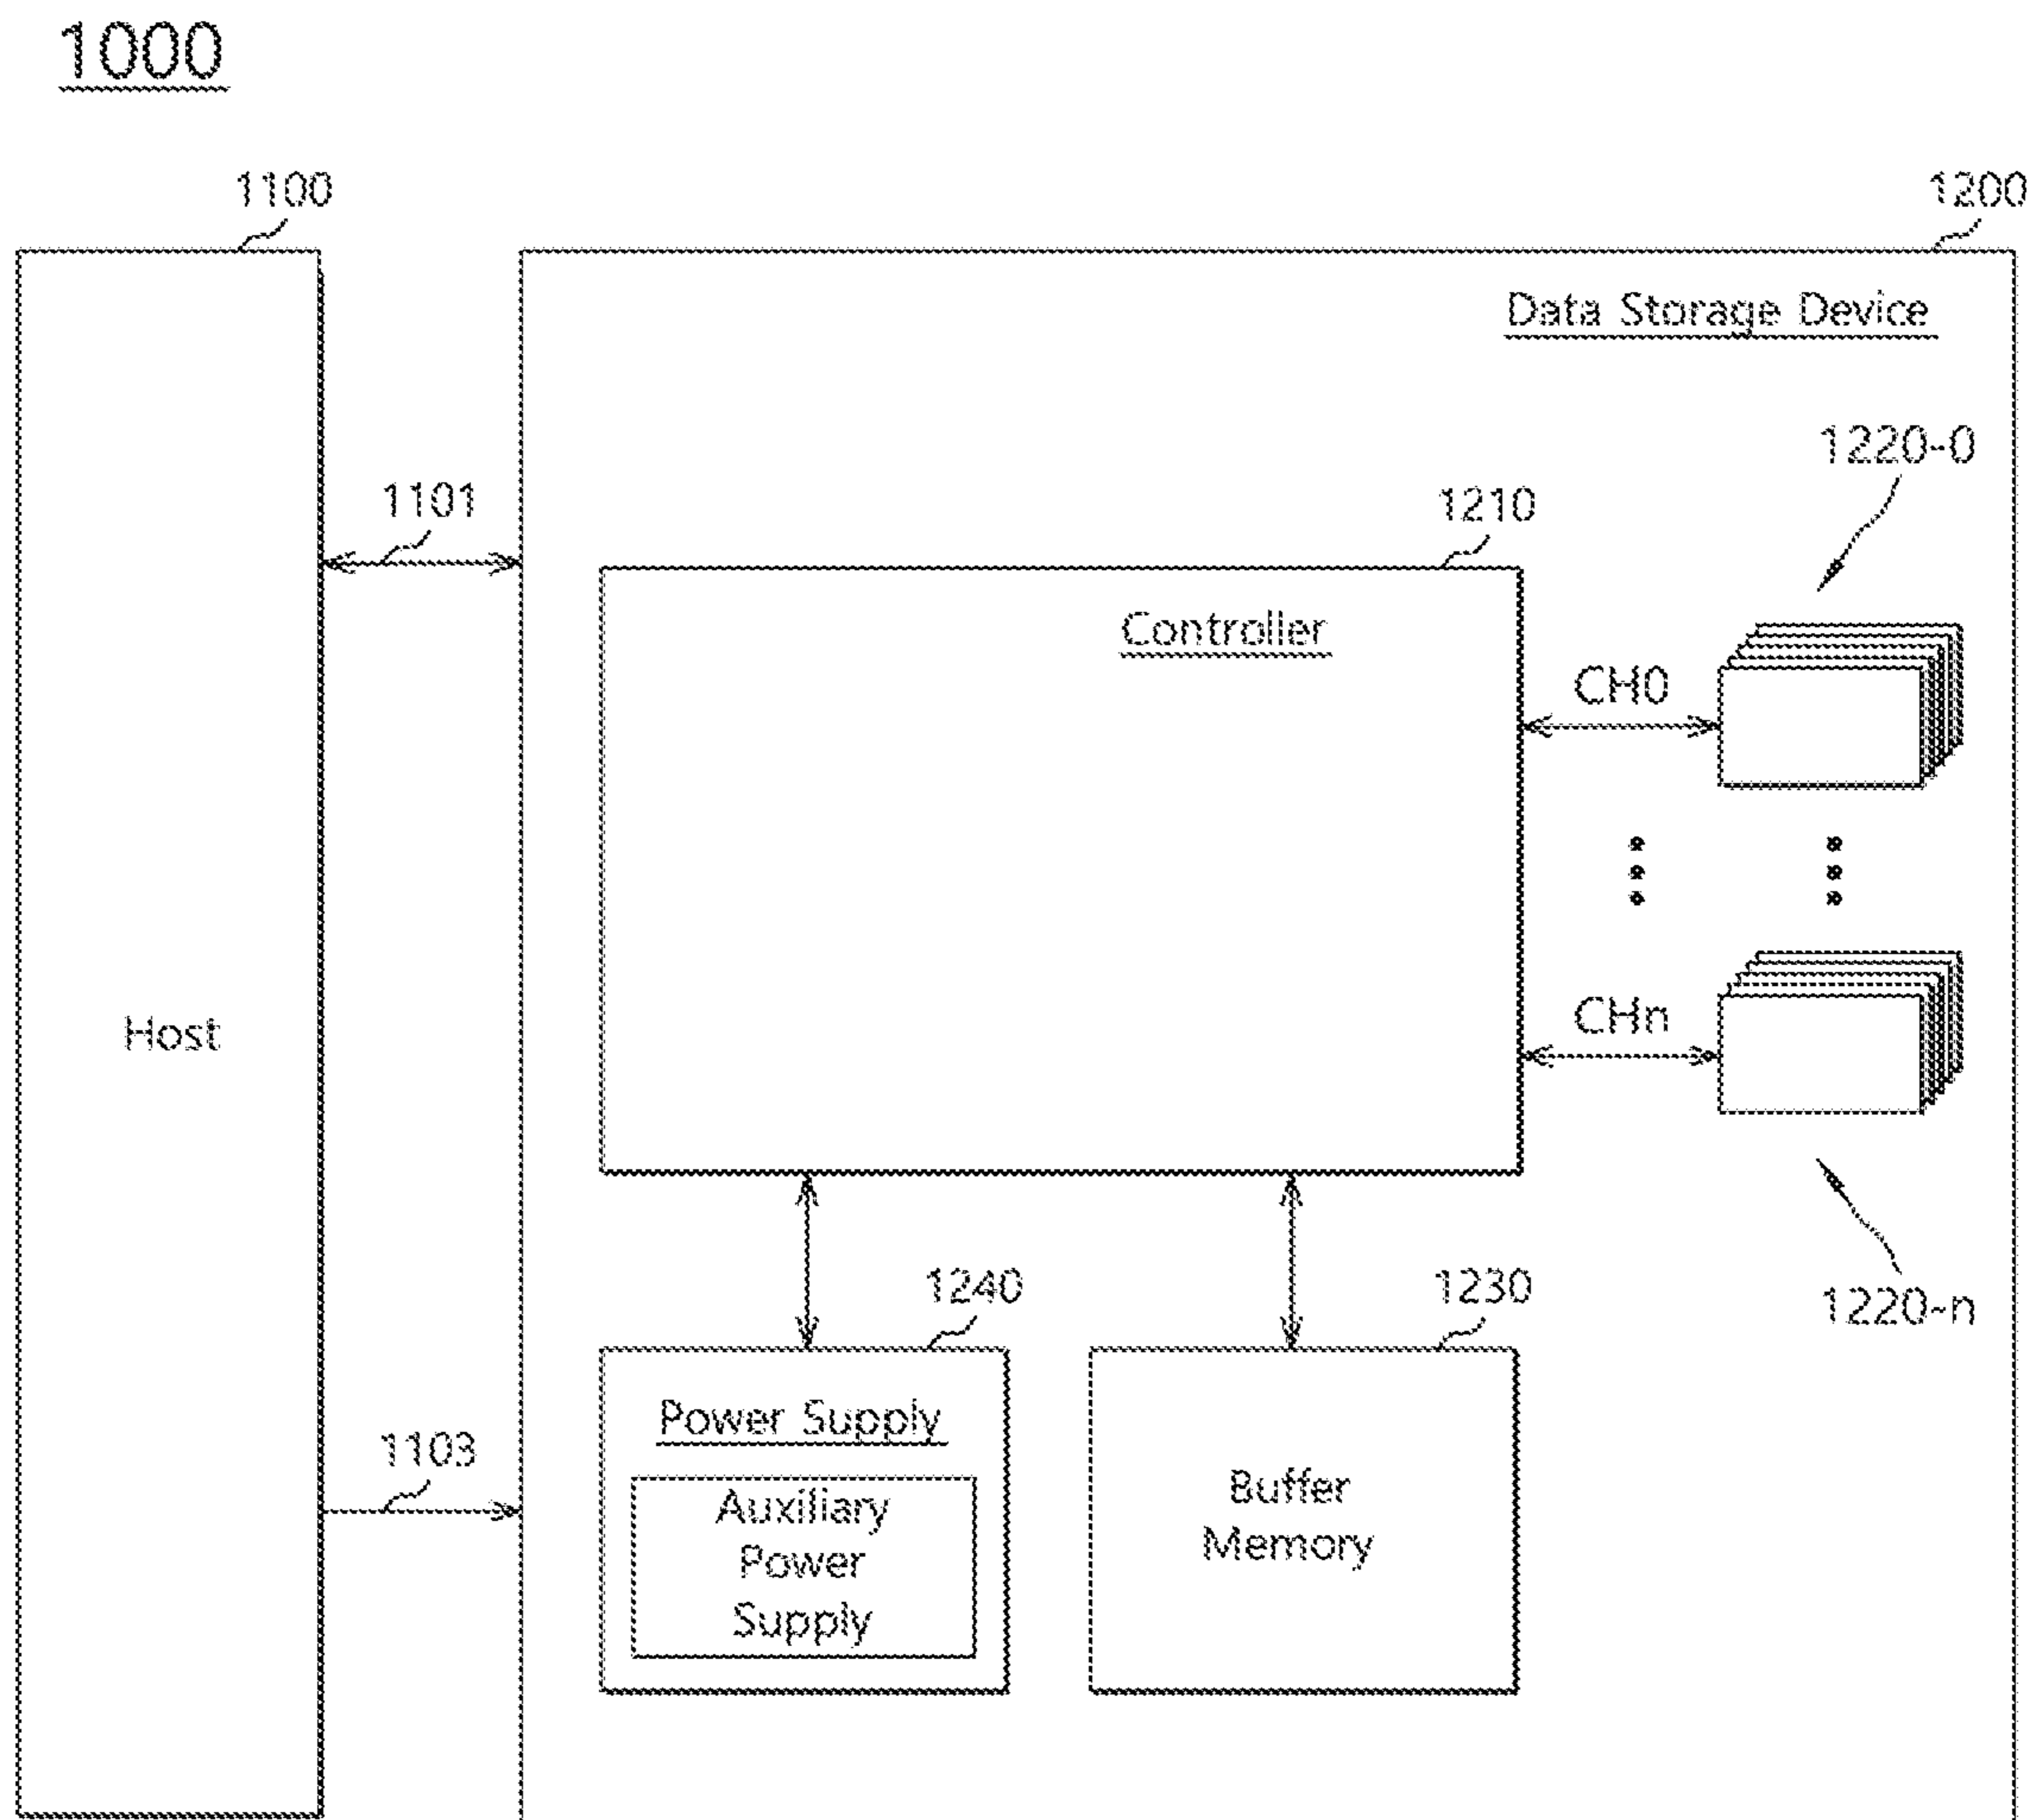 1000
1100
1200
Data Storage Device
1220-0
1101
1210
Controller
CH0
CHn
Host
1240
1230
1220-n
Power Supply
1103
Auxiliary
Power
Supply
Buffer
Memory